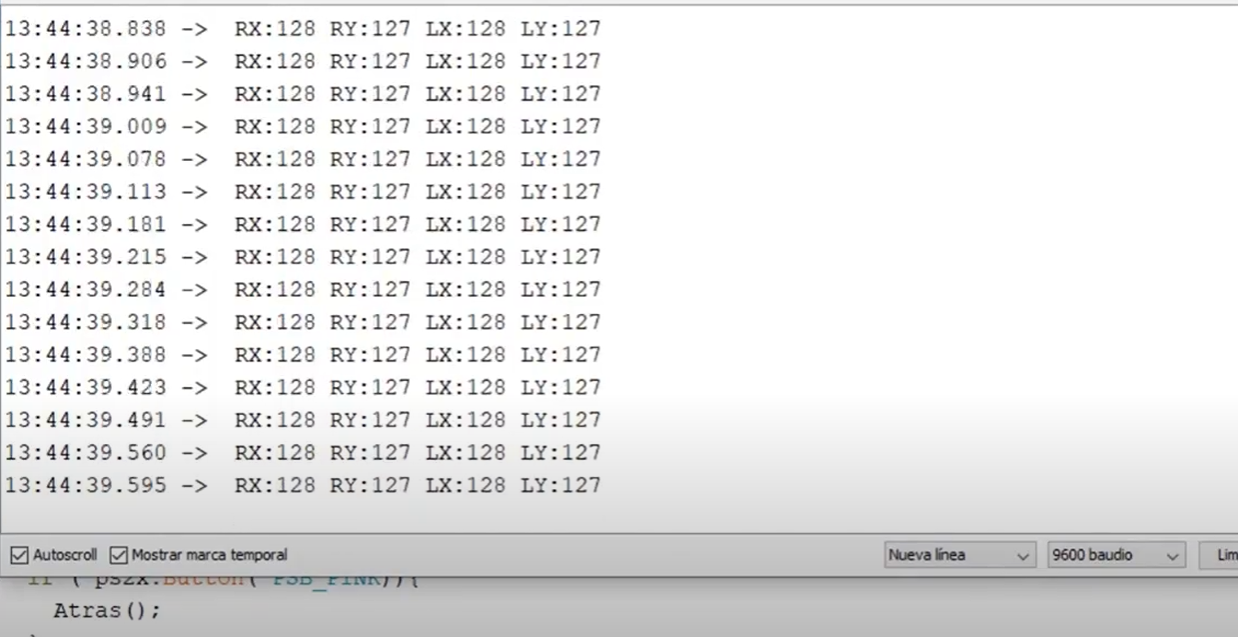 13:44:38.838 ->  RX:128 RY:127 LX:128 LY:127
13:44:38.906 ->  RX:128 RY:127 LX:128 LY:127
13:44:38.941 ->  RX:128 RY:127 LX:128 LY:127
13:44:39.009 ->  RX:128 RY:127 LX:128 LY:127
13:44:39.078 ->  RX:128 RY:127 LX:128 LY:127
13:44:39.113 ->  RX:128 RY:127 LX:128 LY:127
13:44:39.181 ->  RX:128 RY:127 LX:128 LY:127
13:44:39.215 ->  RX:128 RY:127 LX:128 LY:127
13:44:39.284 ->  RX:128 RY:127 LX:128 LY:127
13:44:39.318 ->  RX:128 RY:127 LX:128 LY:127
13:44:39.388 ->  RX:128 RY:127 LX:128 LY:127
13:44:39.423 ->  RX:128 RY:127 LX:128 LY:127
13:44:39.491 ->  RX:128 RY:127 LX:128 LY:127
13:44:39.560 ->  RX:128 RY:127 LX:128 LY:127
13:44:39.595 ->  RX:128 RY:127 LX:128 LY:127
Autoscroll Mostrar marca temporal Nueva línea 9600 baudio Lim
if ( ps2x.Button( PSB_PINK)){
Atras();